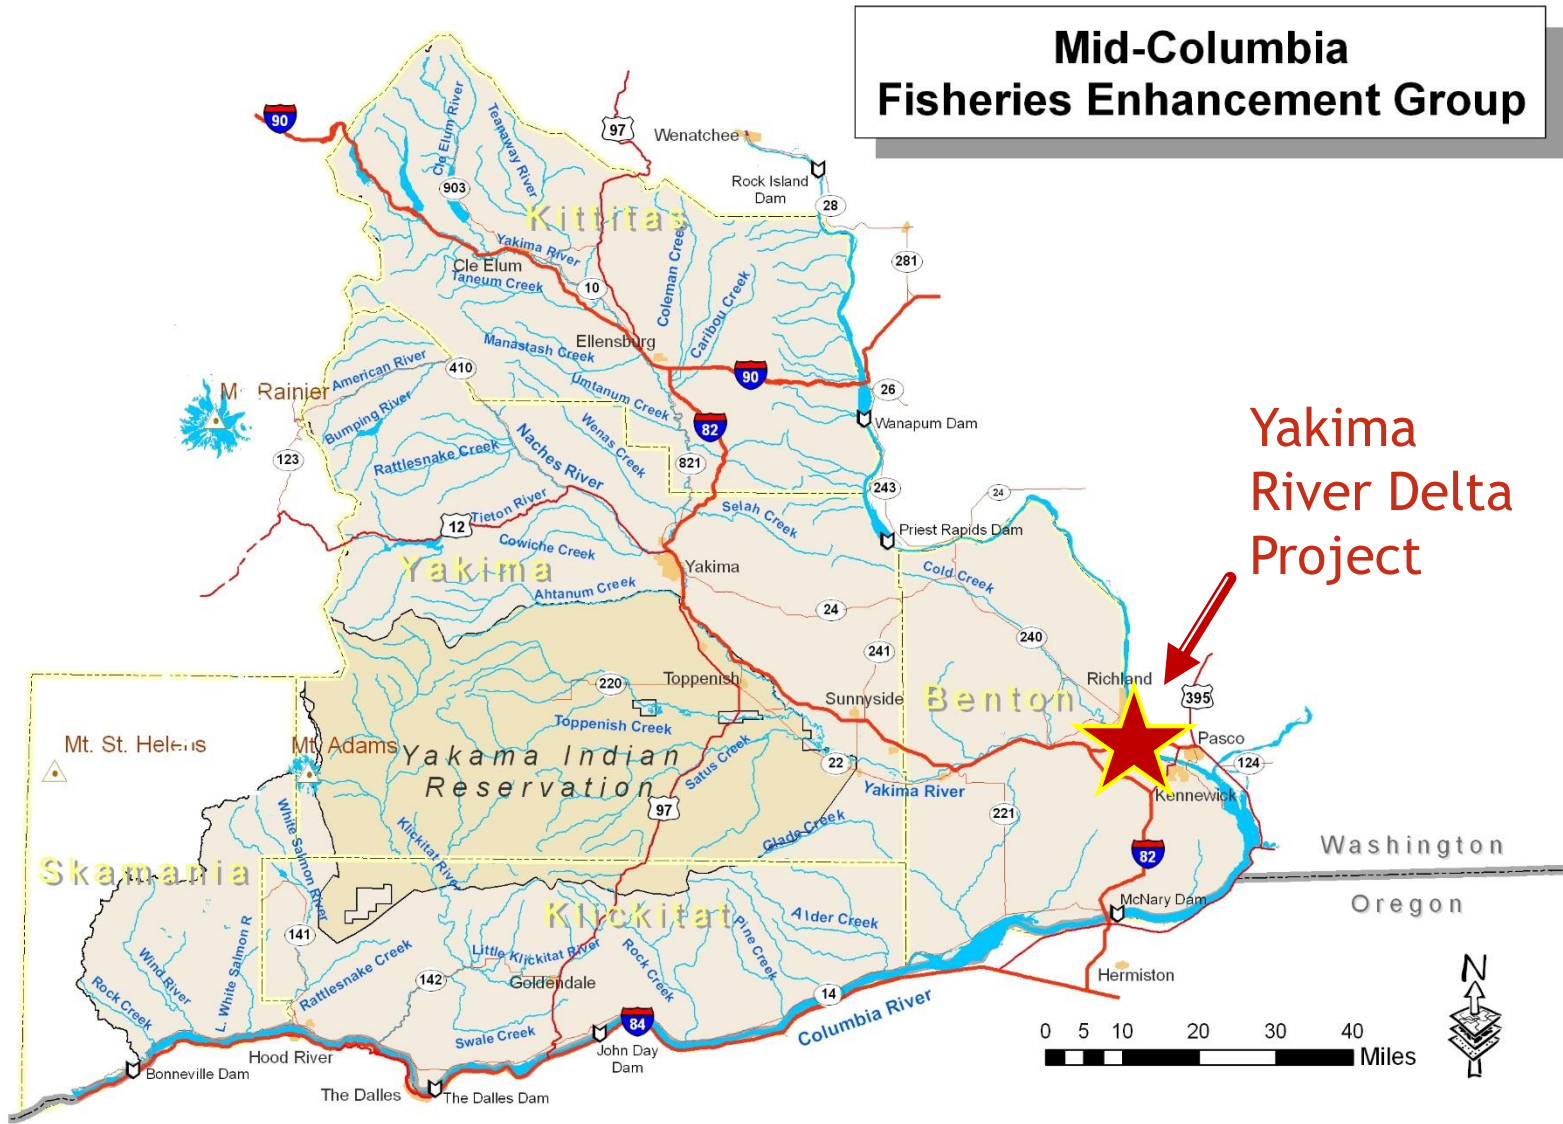 Mid-Columbia
Fisheries Enhancement Group
90
97
Wenatchee
Cle Elum River
Teanaway River
903
Rock Island
Dam
28
Kittitas
281
Yakima River
Cle Elum
Taneum Creek
10
Coleman Creek
Caribou Creek
Ellensburg
Manastash Creek
American River
410
90
26
Umtanum Creek
Mt Rainier
Bumping River
82
Wanapum Dam
Wenas Creek
Naches River
Rattlesnake Creek
123
821
243
24
Yakima
River Delta
Project
Tieton River
12
Selah Creek
Priest Rapids Dam
Cowiche Creek
Yakima
Yakima
Cold Creek
Ahtanum Creek
24
240
241
Toppenish
220
Richland
Sunnyside
Benton
395
Toppenish Creek
Pasco
Mt. St. Helens
Mt. Adams
Yakama Indian
Reservation
Satus Creek
22
124
Yakima River
Kennewick
97
221
White Salmon River
Klickitat River
Glade Creek
82
Washington
Oregon
Skamania
McNary Dam
Klickitat
Alder Creek
Pine Creek
141
Little Klickitat River
Rock Creek
L. White Salmon R
Wind River
Rattlesnake Creek
142
Goldendale
Hermiston
Rock Creek
14
Columbia River
84
Swale Creek
Hood River
John Day
Dam
Bonneville Dam
The Dalles
The Dalles Dam
N
0 5 10 20 30 40
Miles